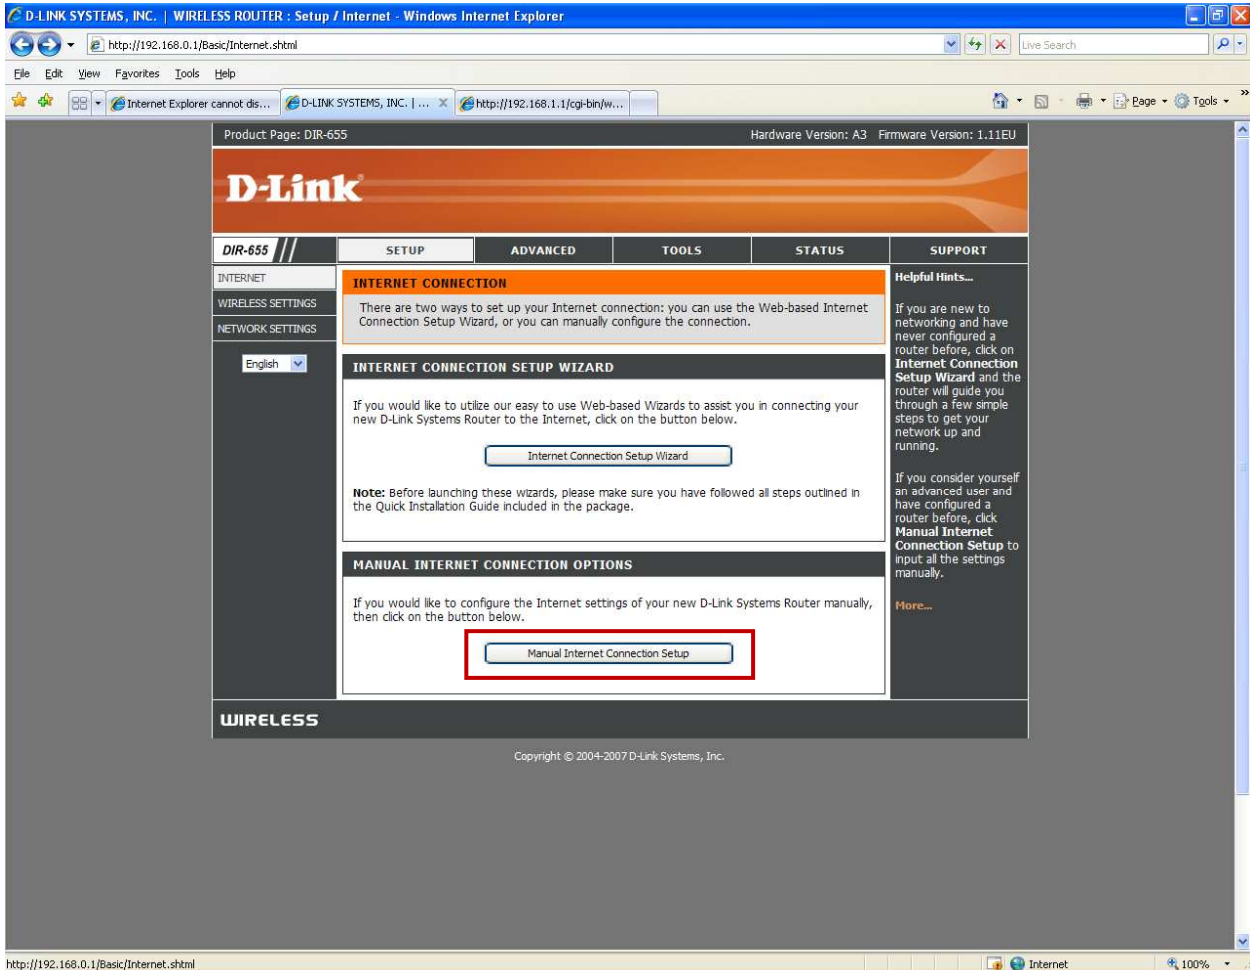 D-LINK SYSTEMS, INC. | WIRELESS ROUTER : Setup / Internet - Windows Internet Explorer
http://192.168.0.1/Basic/Internet.shtml
Live Search
File Edit View Favorites Tools Help
Internet Explorer cannot dis...
D-LINK SYSTEMS, INC. | ...
http://192.168.1.1/cgi-bin/w...
Page
Tools
Product Page: DIR-655
Hardware Version: A3 Firmware Version: 1.11EU
D-Link
DIR-655
SETUP
ADVANCED
TOOLS
STATUS
SUPPORT
INTERNET
WIRELESS SETTINGS
NETWORK SETTINGS
English
INTERNET CONNECTION
There are two ways to set up your Internet connection: you can use the Web-based Internet
Connection Setup Wizard, or you can manually configure the connection.
INTERNET CONNECTION SETUP WIZARD
If you would like to utilize our easy to use Web-based Wizards to assist you in connecting your
new D-Link Systems Router to the Internet, click on the button below.
Internet Connection Setup Wizard
Note: Before launching these wizards, please make sure you have followed all steps outlined in
the Quick Installation Guide included in the package.
MANUAL INTERNET CONNECTION OPTIONS
If you would like to configure the Internet settings of your new D-Link Systems Router manually,
then click on the button below.
Manual Internet Connection Setup
Helpful Hints...
If you are new to
networking and have
never configured a
router before, click on
Internet Connection
Setup Wizard and the
router will guide you
through a few simple
steps to get your
network up and
running.
If you consider yourself
an advanced user and
have configured a
router before, click
Manual Internet
Connection Setup to
input all the settings
manually.
More...
WIRELESS
Copyright © 2004-2007 D-Link Systems, Inc.
http://192.168.0.1/Basic/Internet.shtml
Internet
100%